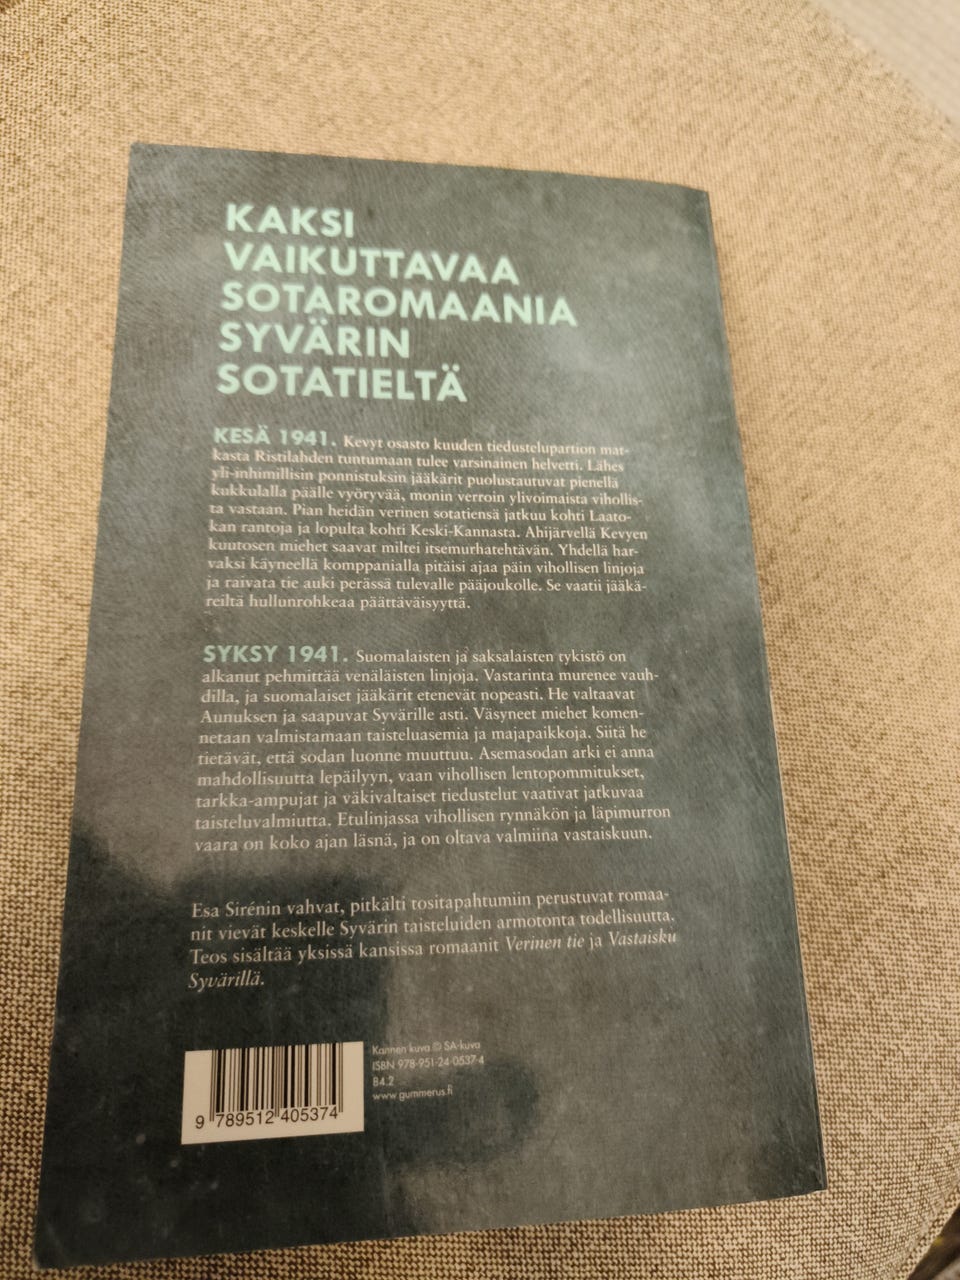 KAKSI
VAIKUTTAVAA
SOTAROMAANIA
SYVÄRIN
SOTATIELTÄ
KESÄ 1941. Kevyt osasto kuuden tiedustelupartion mat-
kasta Ristilahden tuntumaan tulee varsinainen helvetti. Lähes
yli-inhimillisin ponnistuksin jääkärit puolustautuvat pienellä
kukkulalla päälle vyöryvää, monin verroin ylivoimaista vihollis-
ta vastaan. Pian heidän verinen sotatiensä jatkuu kohti Laato-
kan rantoja ja lopulta kohti Keski-Kannasta. Ahijärvellä Kevyen
kuutosen miehet saavat miltei itsemurhatehtävän. Yhdellä har-
vaksi käyneellä komppanialla pitäisi ajaa päin vihollisen linjoja
ja raivata tie auki perässä tulevalle pääjoukolle. Se vaatii jääkä-
reiltä hullunrohkeaa päättäväisyyttä.
SYKSY 1941. Suomalaisten ja saksalaisten tykistö on
alkanut pehmittää venäläisten linjoja. Vastarinta murenee vauh-
dilla, ja suomalaiset jääkärit etenevät nopeasti. He valtaavat
Aunuksen ja saapuvat Syvärille asti. Väsyneet miehet komen-
netaan valmistamaan taisteluasemia ja majapaikkoja. Siitä he
tietävät, että sodan luonne muuttuu. Asemasodan arki ei anna
mahdollisuutta lepäilyyn, vaan vihollisen lentopommitukset,
tarkka-ampujat ja väkivaltaiset tiedustelut vaativat jatkuvaa
taisteluvalmiutta. Etulinjassa vihollisen rynnäkön ja läpimurron
vaara on koko ajan läsnä, ja on oltava valmiina vastaiskuun.
Esa Sirénin vahvat, pitkälti tositapahtumiin perustuvat romaa-
nit vievät keskelle Syvärin taisteluiden armotonta todellisuutta.
Teos sisältää yksissä kansissa romaanit Verinen tie ja Vastaisku
Syvärillä.
Kannen kuva © SA-kuva
ISBN 978-951-24-0537-4
84.2
www.gummerus.fi
9 789512 405374